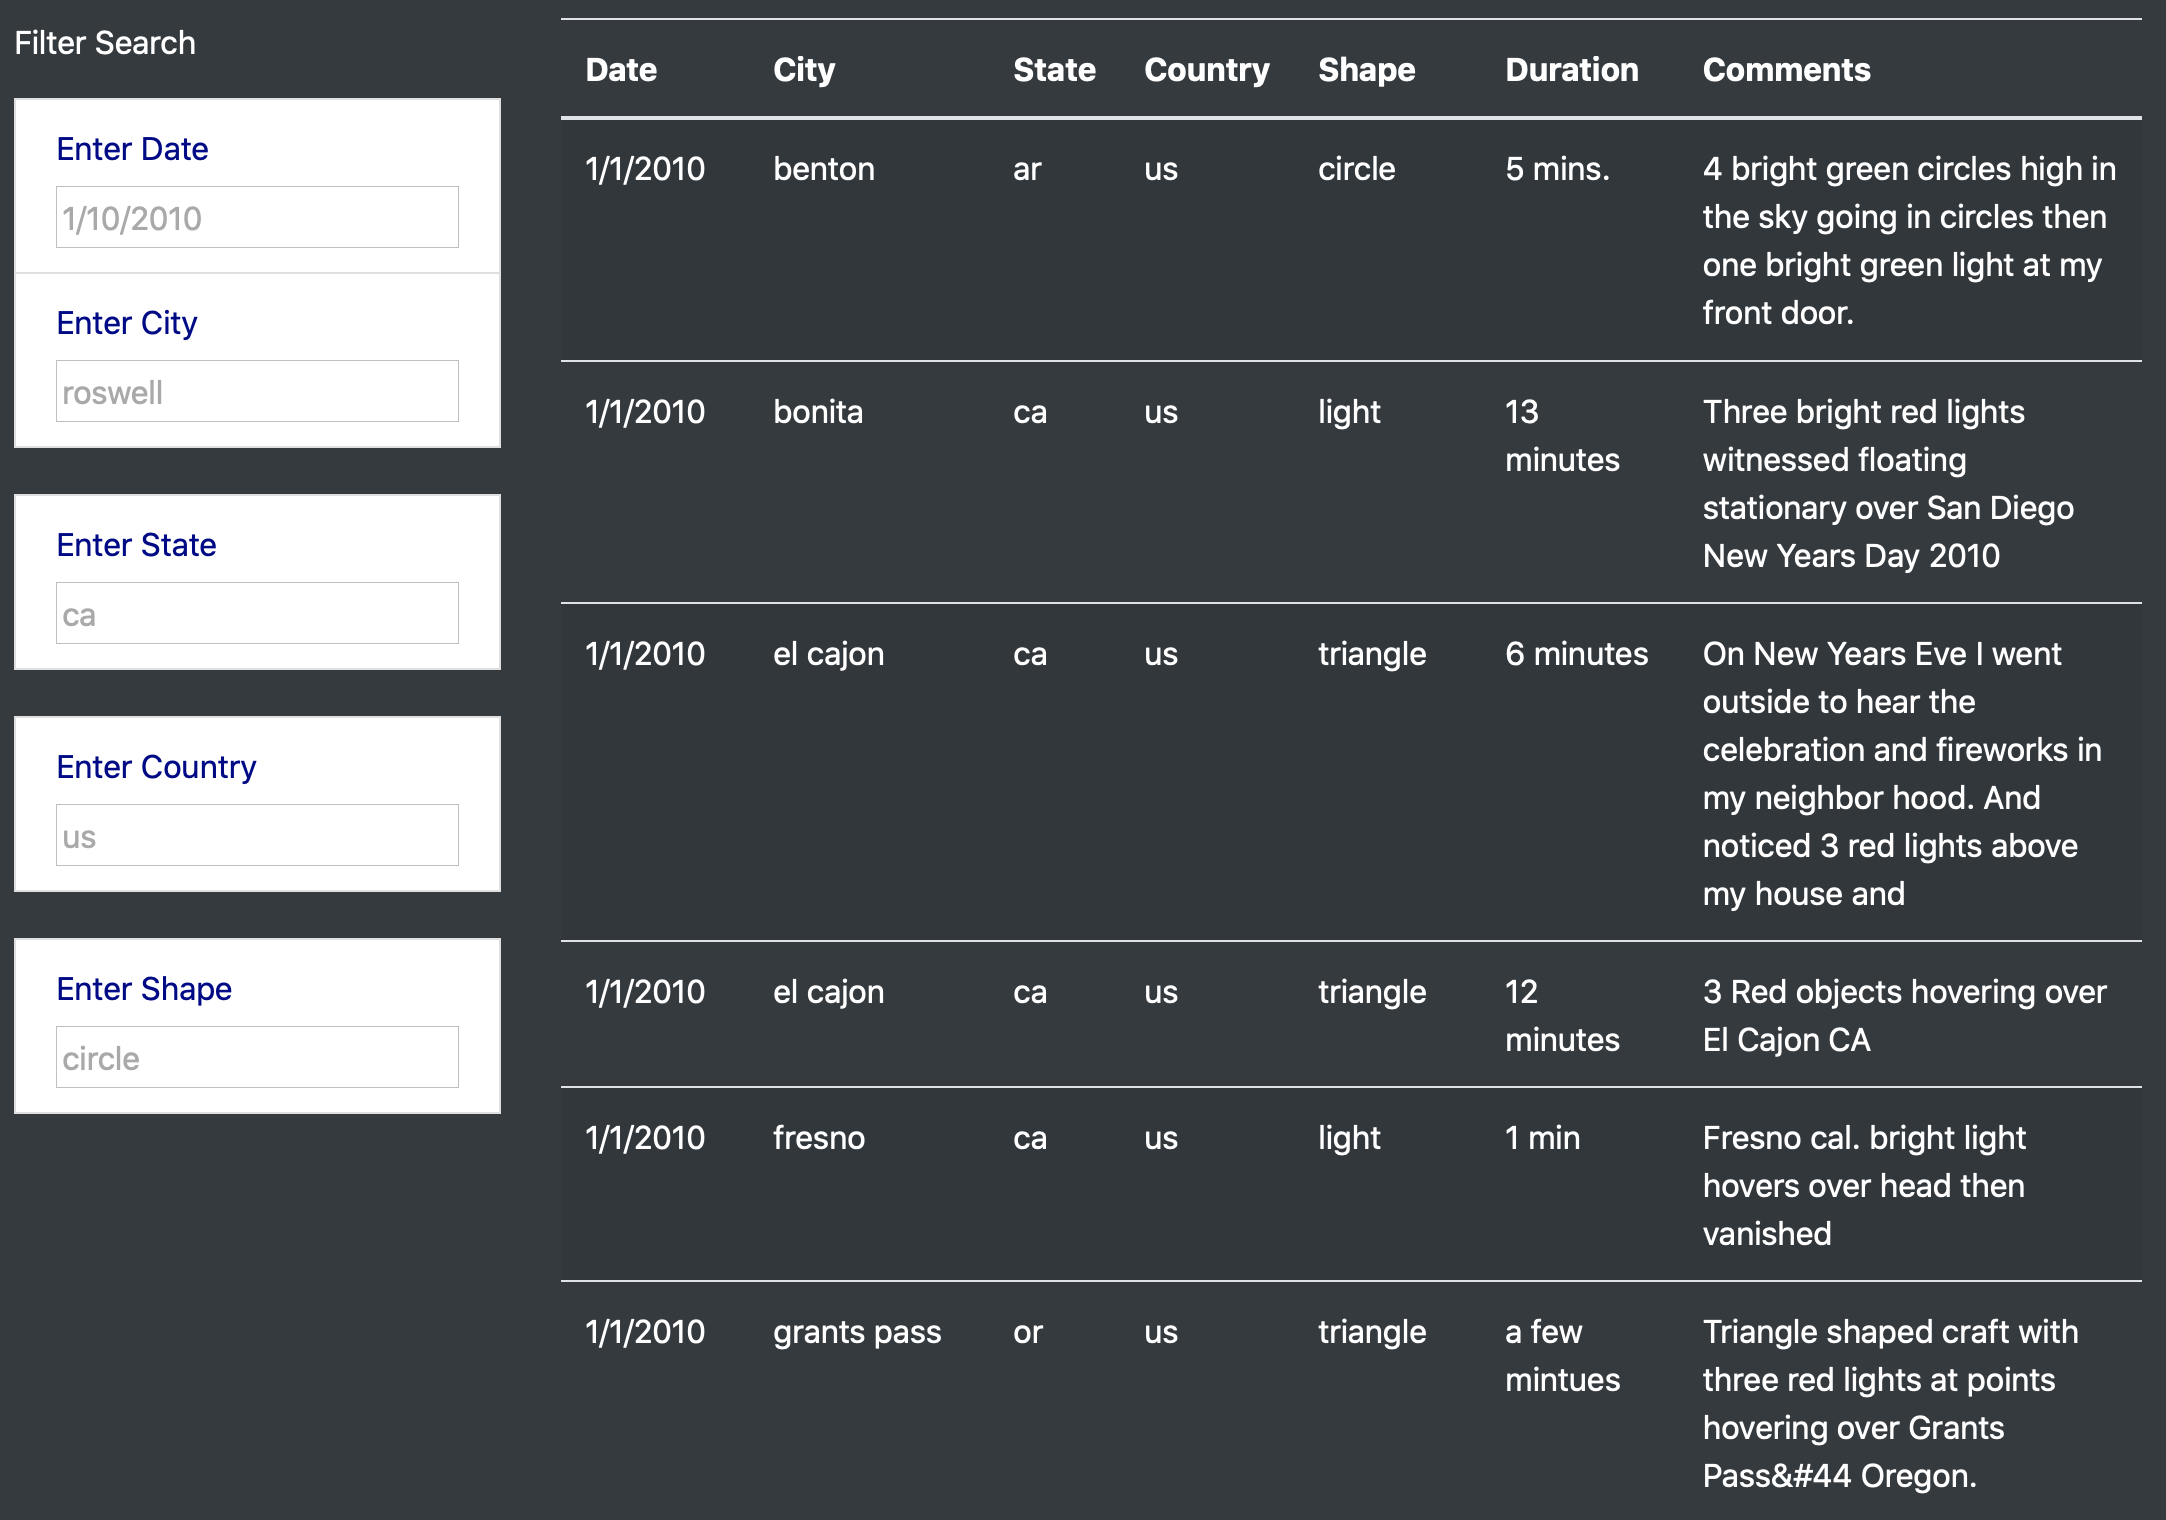 Filter Search
Enter Date
1/10/2010
Enter City
roswell
Enter State
ca
Enter Country
us
Enter Shape
circle
Date City State Country Shape Duration Comments
1/1/2010 benton ar us circle 5 mins. 4 bright green circles high in
the sky going in circles then
one bright green light at my
front door.
1/1/2010 bonita ca us light 13 Three bright red lights
minutes witnessed floating
stationary over San Diego
New Years Day 2010
1/1/2010 el cajon ca us triangle 6 minutes On New Years Eve I went
outside to hear the
celebration and fireworks in
my neighbor hood. And
noticed 3 red lights above
my house and
1/1/2010 el cajon ca us triangle 12 3 Red objects hovering over
minutes El Cajon CA
1/1/2010 fresno ca us light 1 min Fresno cal. bright light
hovers over head then
vanished
1/1/2010 grants pass or us triangle a few Triangle shaped craft with
mintues three red lights at points
hovering over Grants
Pass&#44 Oregon.